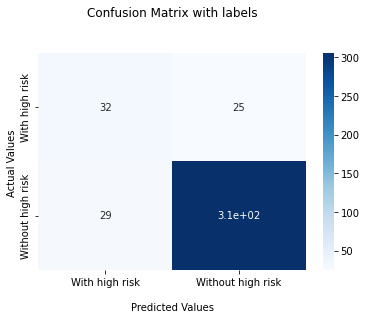 Confusion Matrix with labels
With high risk
Without high risk
Actual Values
32
25
29
3.1e+02
With high risk
Without high risk
Predicted Values
300
250
200
150
100
50